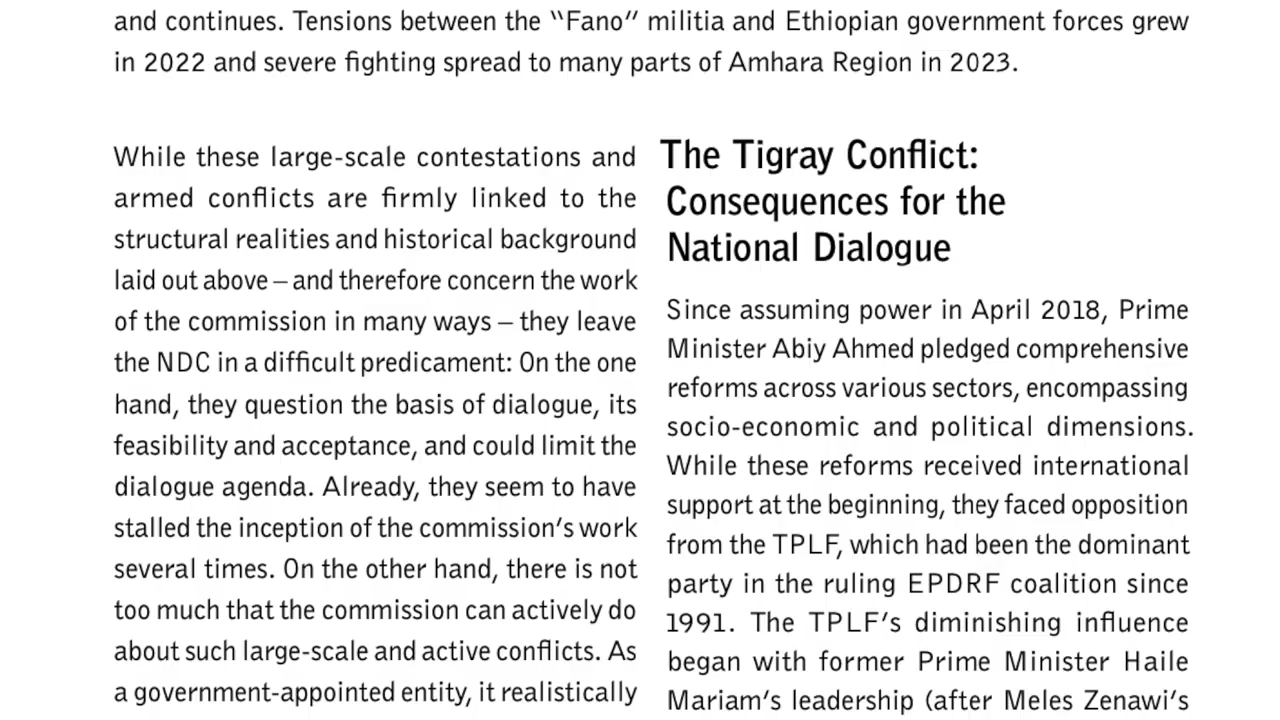 and continues. Tensions between the “Fano” militia and Ethiopian government forces grew
in 2022 and severe fighting spread to many parts of Amhara Region in 2023.
While these large-scale contestations and
armed conflicts are firmly linked to the
structural realities and historical background
laid out above – and therefore concern the work
of the commission in many ways – they leave
the NDC in a difficult predicament: On the one
hand, they question the basis of dialogue, its
feasibility and acceptance, and could limit the
dialogue agenda. Already, they seem to have
stalled the inception of the commission’s work
several times. On the other hand, there is not
too much that the commission can actively do
about such large-scale and active conflicts. As
a government-appointed entity, it realistically
The Tigray Conflict:
Consequences for the
National Dialogue
Since assuming power in April 2018, Prime
Minister Abiy Ahmed pledged comprehensive
reforms across various sectors, encompassing
socio-economic and political dimensions.
While these reforms received international
support at the beginning, they faced opposition
from the TPLF, which had been the dominant
party in the ruling EPDRF coalition since
1991. The TPLF’s diminishing influence
began with former Prime Minister Haile
Mariam’s leadership (after Meles Zenawi’s